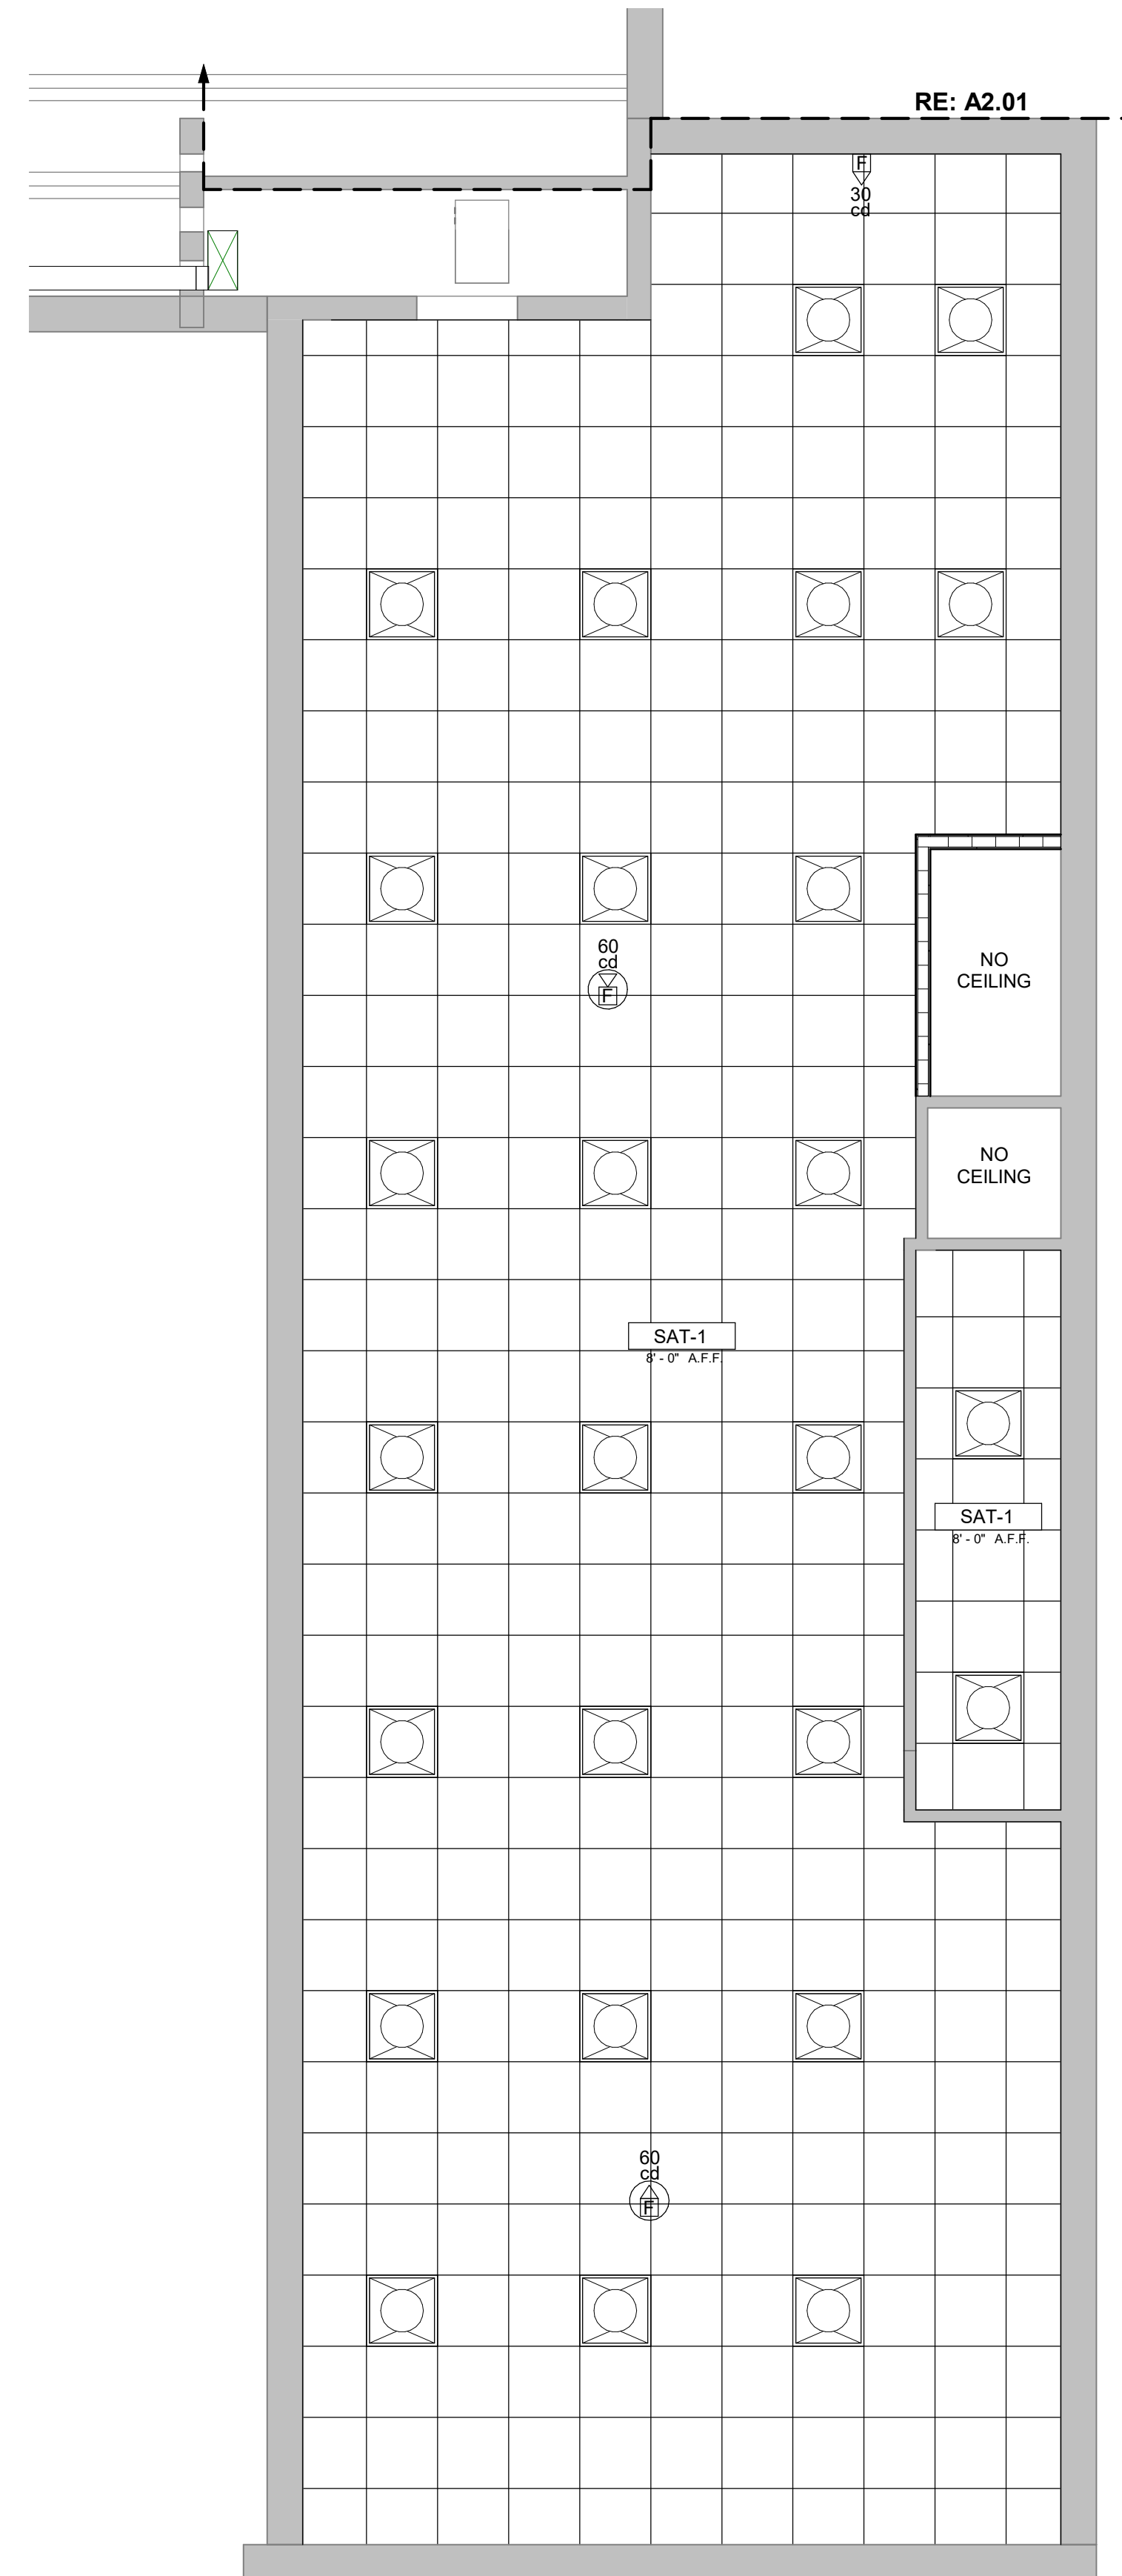 RE: A2.01
F
30
cd
60
cd
F
NO
CEILING
NO
CEILING
SAT-1
8' - 0" A.F.F.
SAT-1
8' - 0" A.F.F.
60
cd
F